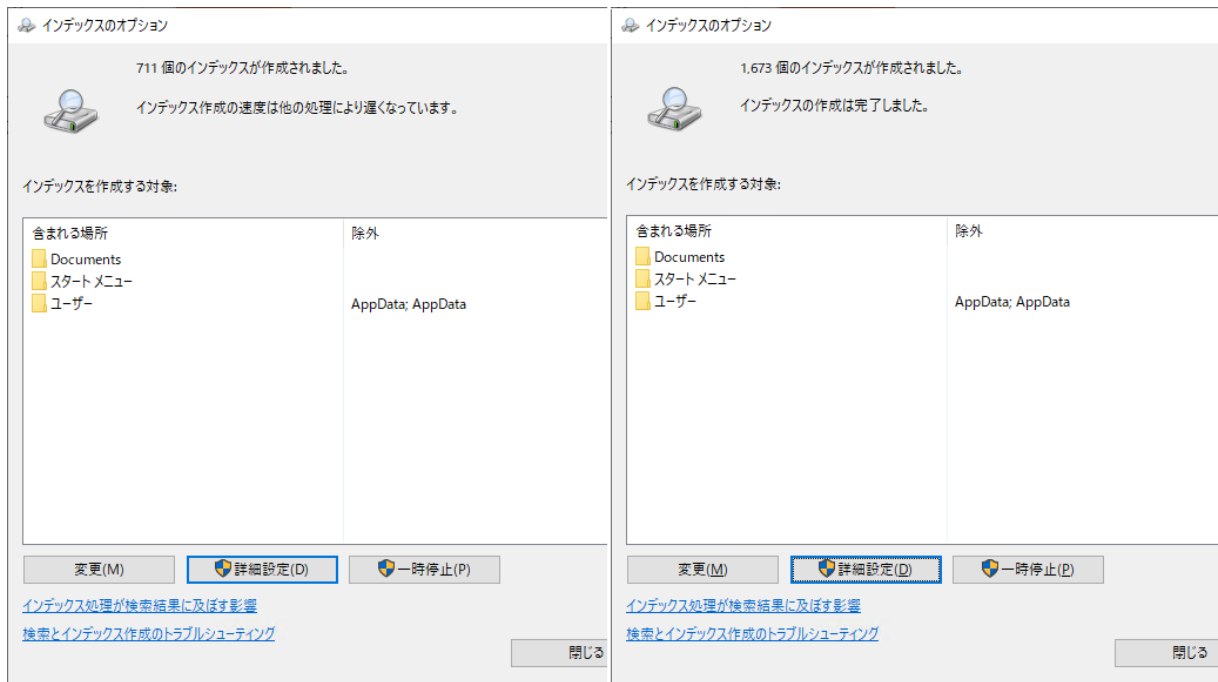 インデックスのオプション
711 個のインデックスが作成されました。
インデックス作成の速度は他の処理により遅くなっています。
インデックスを作成する対象:
含まれる場所 除外
Documents
スタート メニュー
ユーザー AppData; AppData
変更(M) 詳細設定(D) 一時停止(P)
インデックス処理が検索結果に及ぼす影響
検索とインデックス作成のトラブルシューティング
閉じる
インデックスのオプション
1,673 個のインデックスが作成されました。
インデックスの作成は完了しました。
インデックスを作成する対象:
含まれる場所 除外
Documents
スタート メニュー
ユーザー AppData; AppData
変更(M) 詳細設定(D) 一時停止(P)
インデックス処理が検索結果に及ぼす影響
検索とインデックス作成のトラブルシューティング
閉じる